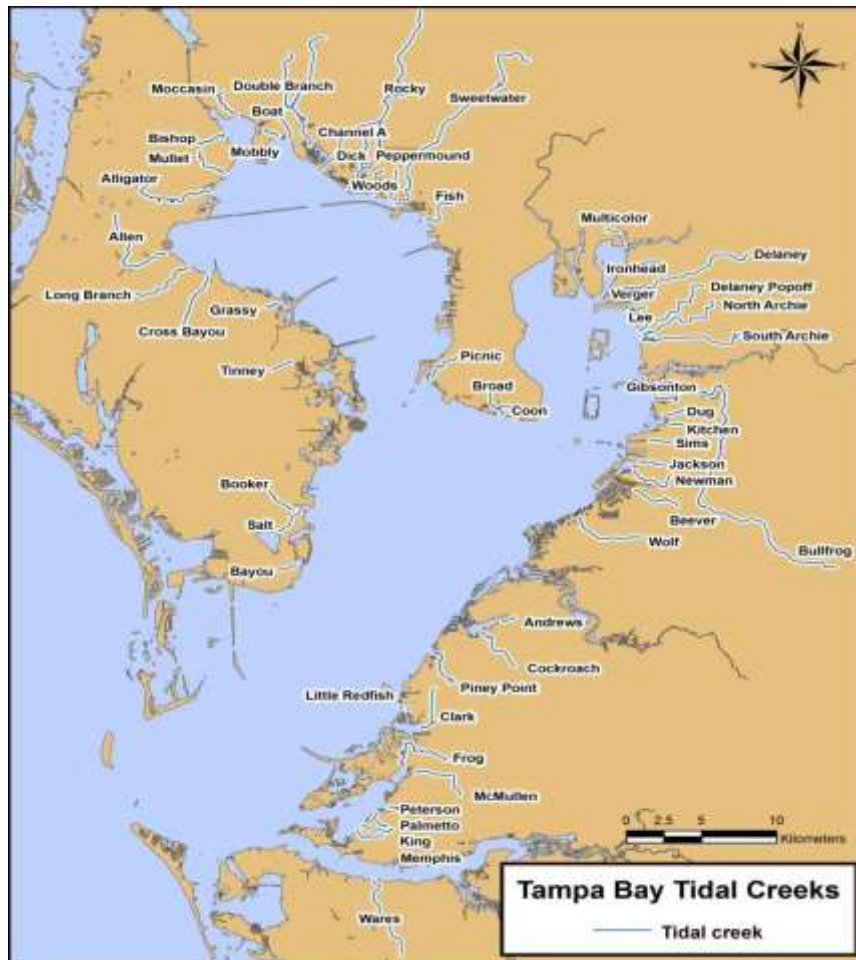 N
W
E
S
Double Branch
Rocky
Moccasin
Sweetwater
Boat
Channel A
Bishop
Mobbly
Dick
Peppermound
Mullet
Alligator
Woods
Fish
Multicolor
Allen
Delaney
Ironhead
Long Branch
Verger
Delaney Popoff
Grassy
Lee
North Archie
Cross Bayou
South Archie
Picnic
Tinney
Broad
Gibsonton
Coon
Dug
Kitchen
Sims
Jackson
Newman
Booker
Beever
Salt
Wolf
Bullfrog
Bayou
Andrews
Cockroach
Piney Point
Little Redfish
Clark
Frog
McMullen
Peterson
Palmetto
King
Memphis
0 2.5 5 10
Kilometers
Tampa Bay Tidal Creeks
Tidal creek
Wares